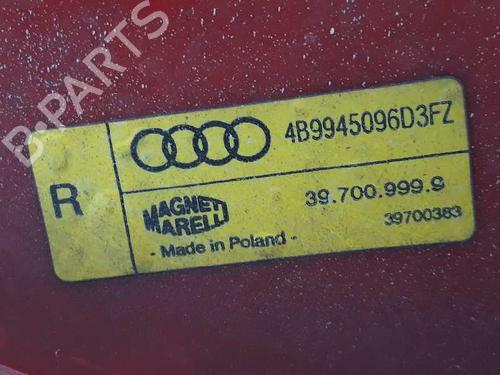 B-PARTS
R
4B9945096D3FZ
MAGNETI
MARELLI
39.700.999.9
39700383
- Made in Poland -